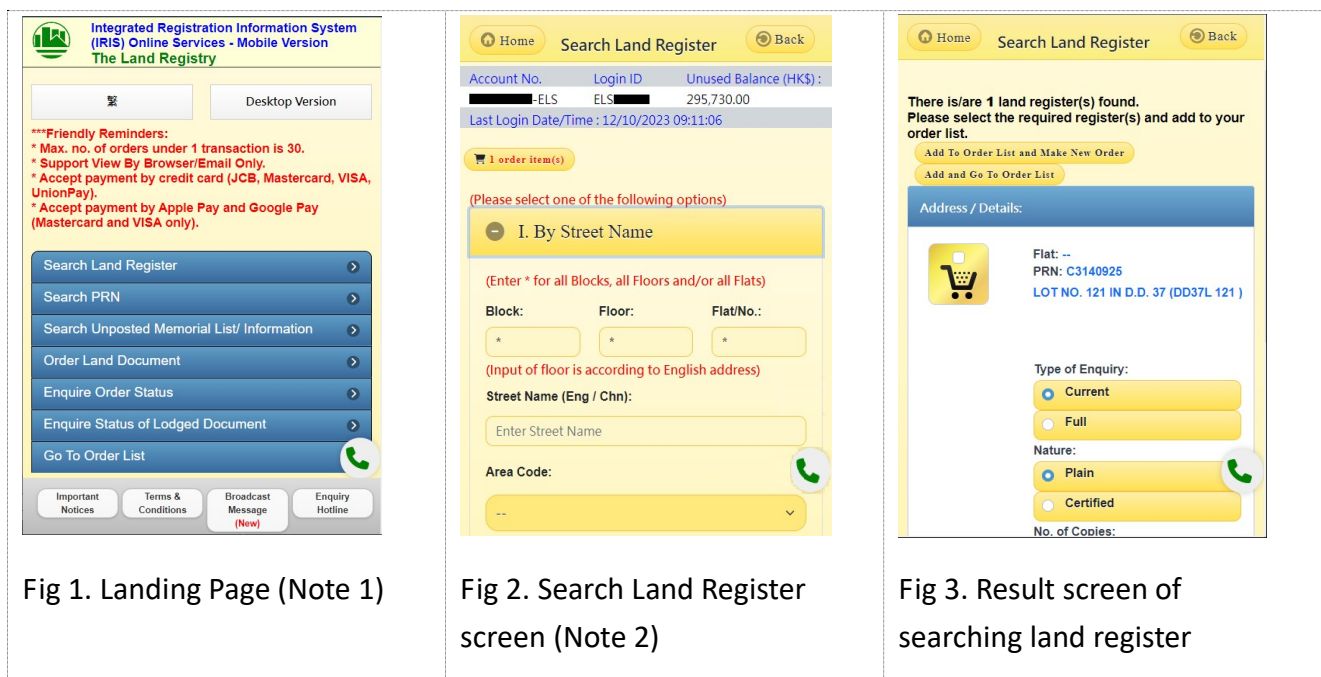 Integrated Registration Information System
(IRIS) Online Services - Mobile Version
The Land Registry
繁
Desktop Version
***Friendly Reminders:
* Max. no. of orders under 1 transaction is 30.
* Support View By Browser/Email Only.
* Accept payment by credit card (JCB, Mastercard, VISA,
UnionPay).
* Accept payment by Apple Pay and Google Pay
(Mastercard and VISA only).
Search Land Register
Search PRN
Search Unposted Memorial List/ Information
Order Land Document
Enquire Order Status
Enquire Status of Lodged Document
Go To Order List
Important
Notices
Terms &
Conditions
Broadcast
Message
(New)
Enquiry
Hotline
Fig 1. Landing Page (Note 1)
Home
Search Land Register
Back
Account No. Login ID Unused Balance (HK$) :
-ELS ELS 295,730.00
Last Login Date/Time : 12/10/2023 09:11:06
1 order item(s)
(Please select one of the following options)
I. By Street Name
(Enter * for all Blocks, all Floors and/or all Flats)
Block: Floor: Flat/No.:
* * *
(Input of floor is according to English address)
Street Name (Eng / Chn):
Enter Street Name
Area Code:
--
Fig 2. Search Land Register
screen (Note 2)
Home
Search Land Register
Back
There is/are 1 land register(s) found.
Please select the required register(s) and add to your
order list.
Add To Order List and Make New Order
Add and Go To Order List
Address / Details:
Flat: --
PRN: C3140925
LOT NO. 121 IN D.D. 37 (DD37L 121 )
Type of Enquiry:
Current
Full
Nature:
Plain
Certified
No. of Copies:
Fig 3. Result screen of
searching land register